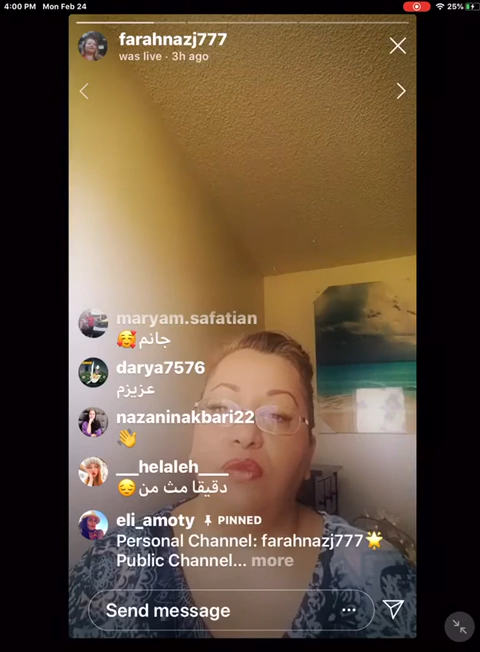 4:00 PM Mon Feb 24
25%
farahnazj777
was live · 3h ago
maryam.safatian
جانم🥰
darya7576
عزیزم
nazaninakbari22
👋
__helaleh__
دقیقا مث من😔
eli_amoty PINNED
Personal Channel: farahnazj777🌟
Public Channel... more
Send message